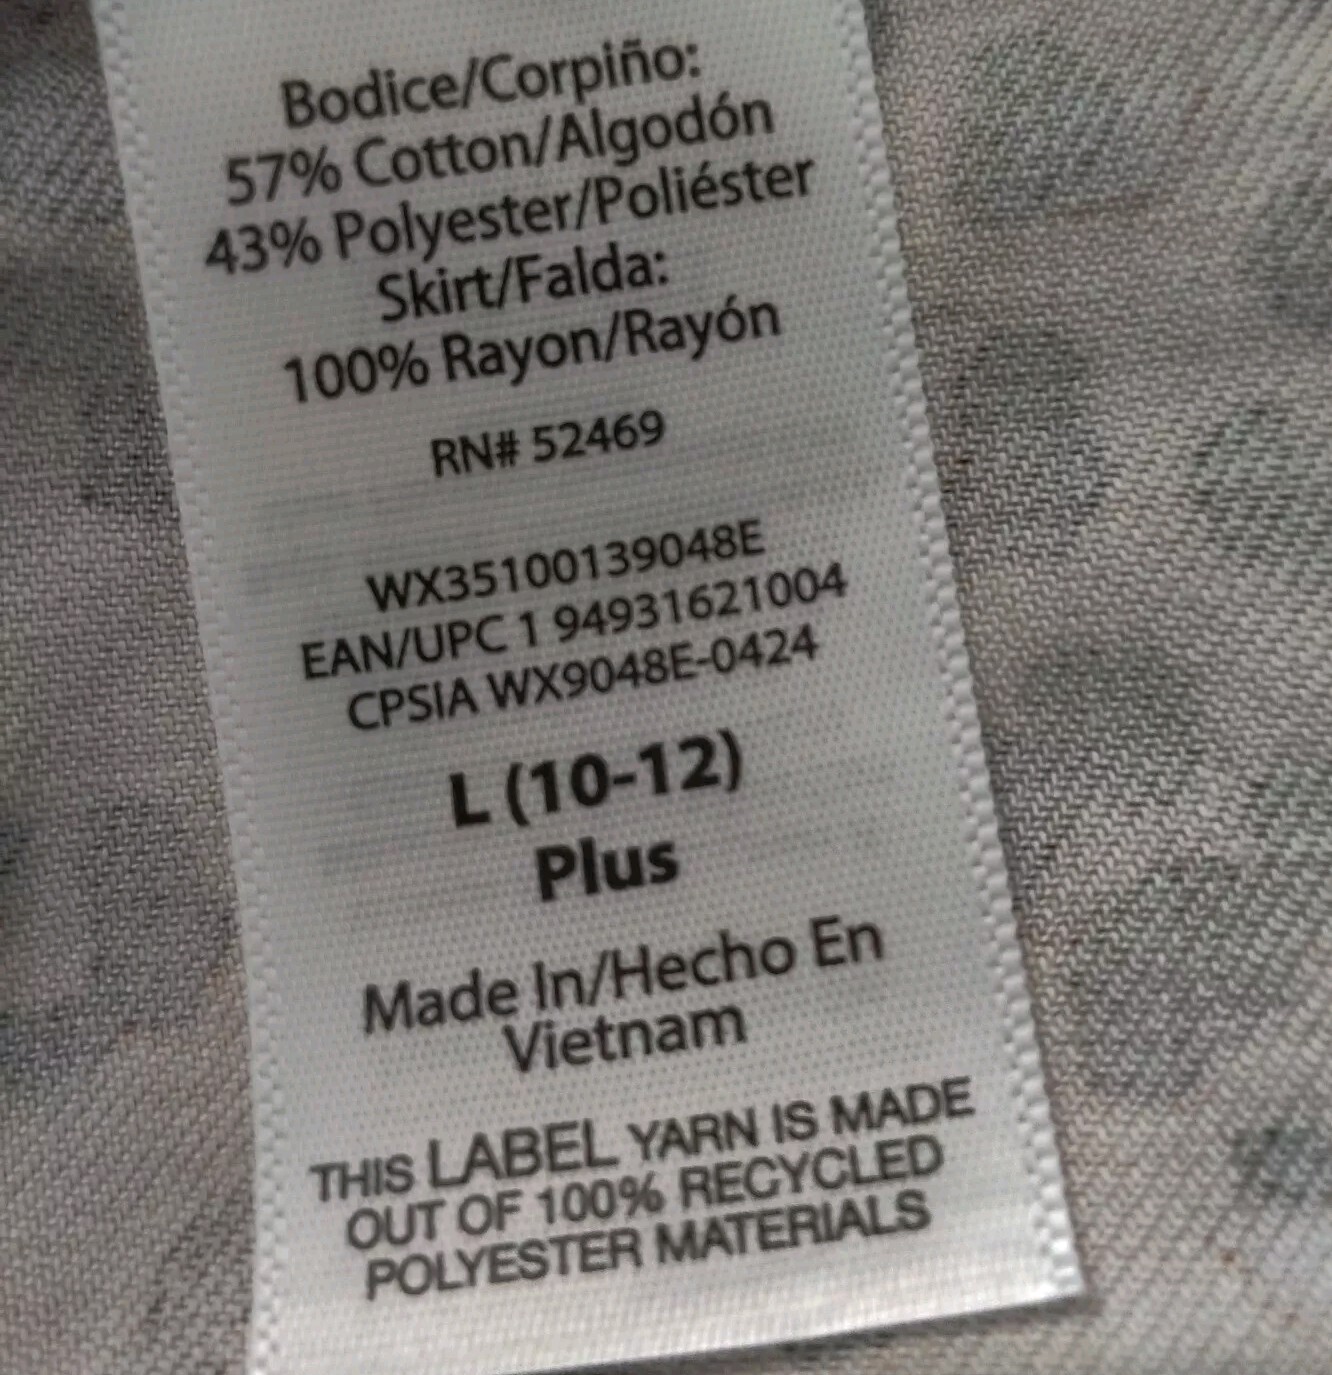 Bodice/Corpiño:
57% Cotton/Algodón
43% Polyester/Poliéster
Skirt/Falda:
100% Rayon/Rayón
RN# 52469
WX35100139048E
EAN/UPC 1 94931621004
CPSIA WX9048E-0424
L (10-12)
Plus
Made In/Hecho En
Vietnam
THIS LABEL YARN IS MADE
OUT OF 100% RECYCLED
POLYESTER MATERIALS